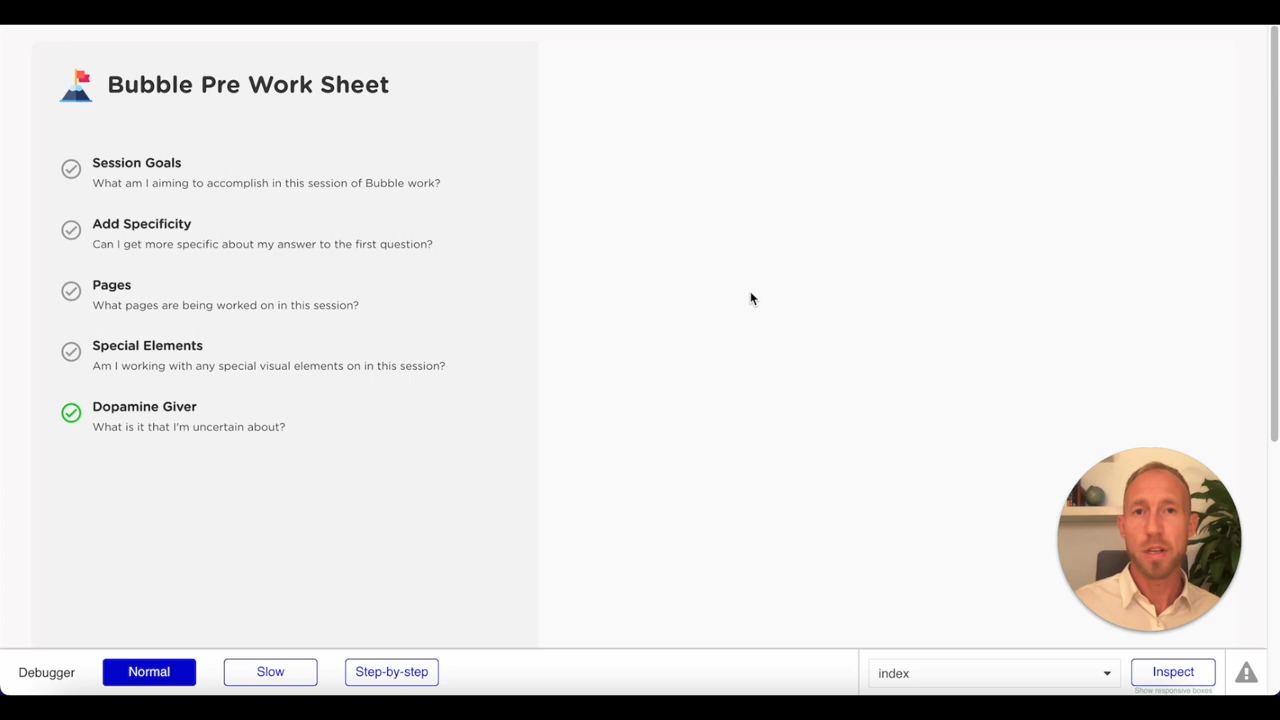 Bubble Pre Work Sheet
Session Goals
What am I aiming to accomplish in this session of Bubble work?
Add Specificity
Can I get more specific about my answer to the first question?
Pages
What pages are being worked on in this session?
Special Elements
Am I working with any special visual elements on in this session?
Dopamine Giver
What is it that I'm uncertain about?
Debugger
Normal
Slow
Step-by-step
index
Inspect
Show responsive boxes